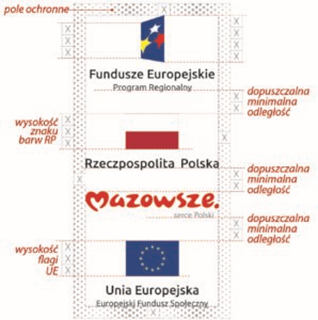 pole ochronne
X
X
X
X
X
Fundusze Europejskie
Program Regionalny
dopuszczalna
minimalna
odległość
X
wysokość
znaku
barw RP
X
X
Rzeczpospolita Polska
dopuszczalna
minimalna
odległość
X
mazowsze.
serce Polski
dopuszczalna
minimalna
odległość
X
wysokość
flagi
UE
X
X
X
Unia Europejska
Europejski Fundusz Społeczny
X